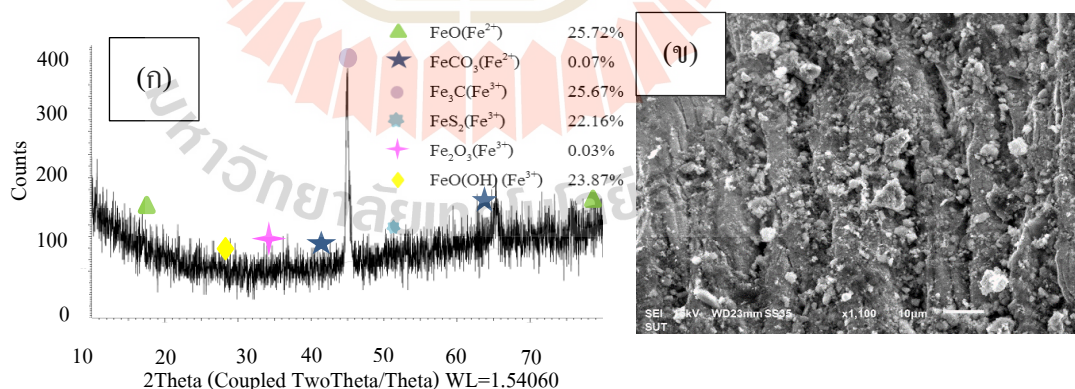 (ก)
FeO(Fe²⁺) 25.72%
FeCO₃(Fe²⁺) 0.07%
Fe₃C(Fe³⁺) 25.67%
FeS₂(Fe³⁺) 22.16%
Fe₂O₃(Fe³⁺) 0.03%
FeO(OH) (Fe³⁺) 23.87%
Counts
400
300
200
100
0
10 20 30 40 50 60 70
2Theta (Coupled TwoTheta/Theta) WL=1.54060
(ข)
SEI WD23mm SS35 x1,100 10µm
SUT